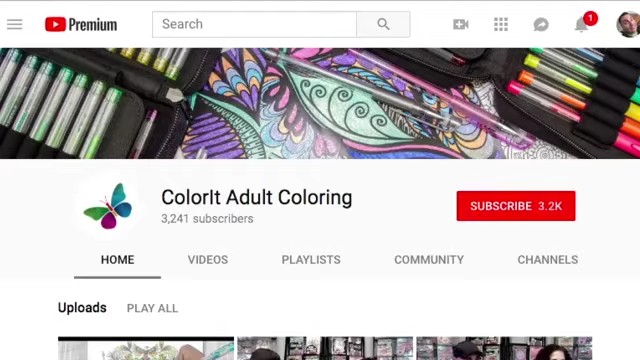 Premium
Search
1
ColorIt Adult Coloring
3,241 subscribers
SUBSCRIBE 3.2K
HOME VIDEOS PLAYLISTS COMMUNITY CHANNELS
Uploads PLAY ALL